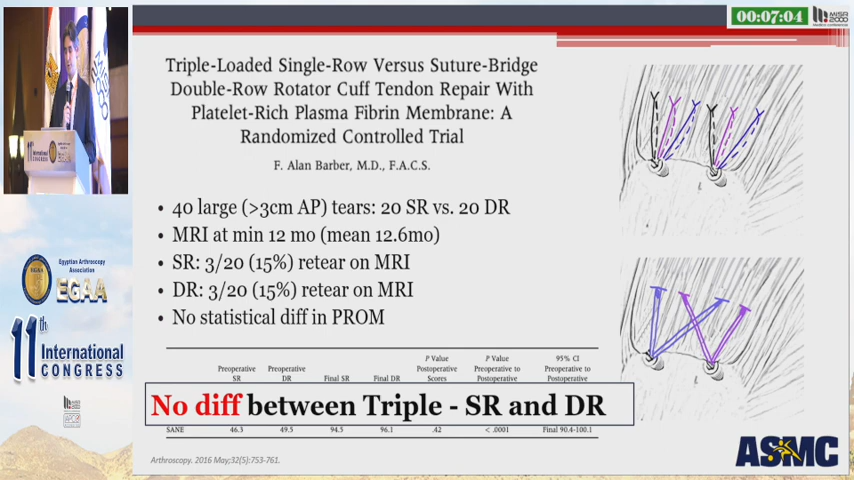 00:07:04
MISR
2000
Triple-Loaded Single-Row Versus Suture-Bridge
Double-Row Rotator Cuff Tendon Repair With
Platelet-Rich Plasma Fibrin Membrane: A
Randomized Controlled Trial
F. Alan Barber, M.D., F.A.C.S.
• 40 large (>3cm AP) tears: 20 SR vs. 20 DR
• MRI at min 12 mo (mean 12.6mo)
• SR: 3/20 (15%) retear on MRI
• DR: 3/20 (15%) retear on MRI
• No statistical diff in PROM
Preoperative SR
Preoperative DR
Final SR
Final DR
P Value Postoperative Scores
P Value Preoperative to Postoperative
95% CI Preoperative to Postoperative
No diff between Triple - SR and DR
SANE 46.3 49.5 94.5 96.1 .42 < .0001 Final 90.4-100.1
Arthroscopy. 2016 May;32(5):753-761.
ASMC
11th International
CONGRESS
Egyptian Arthroscopy
Association
EGAA
11th
International
CONGRESS